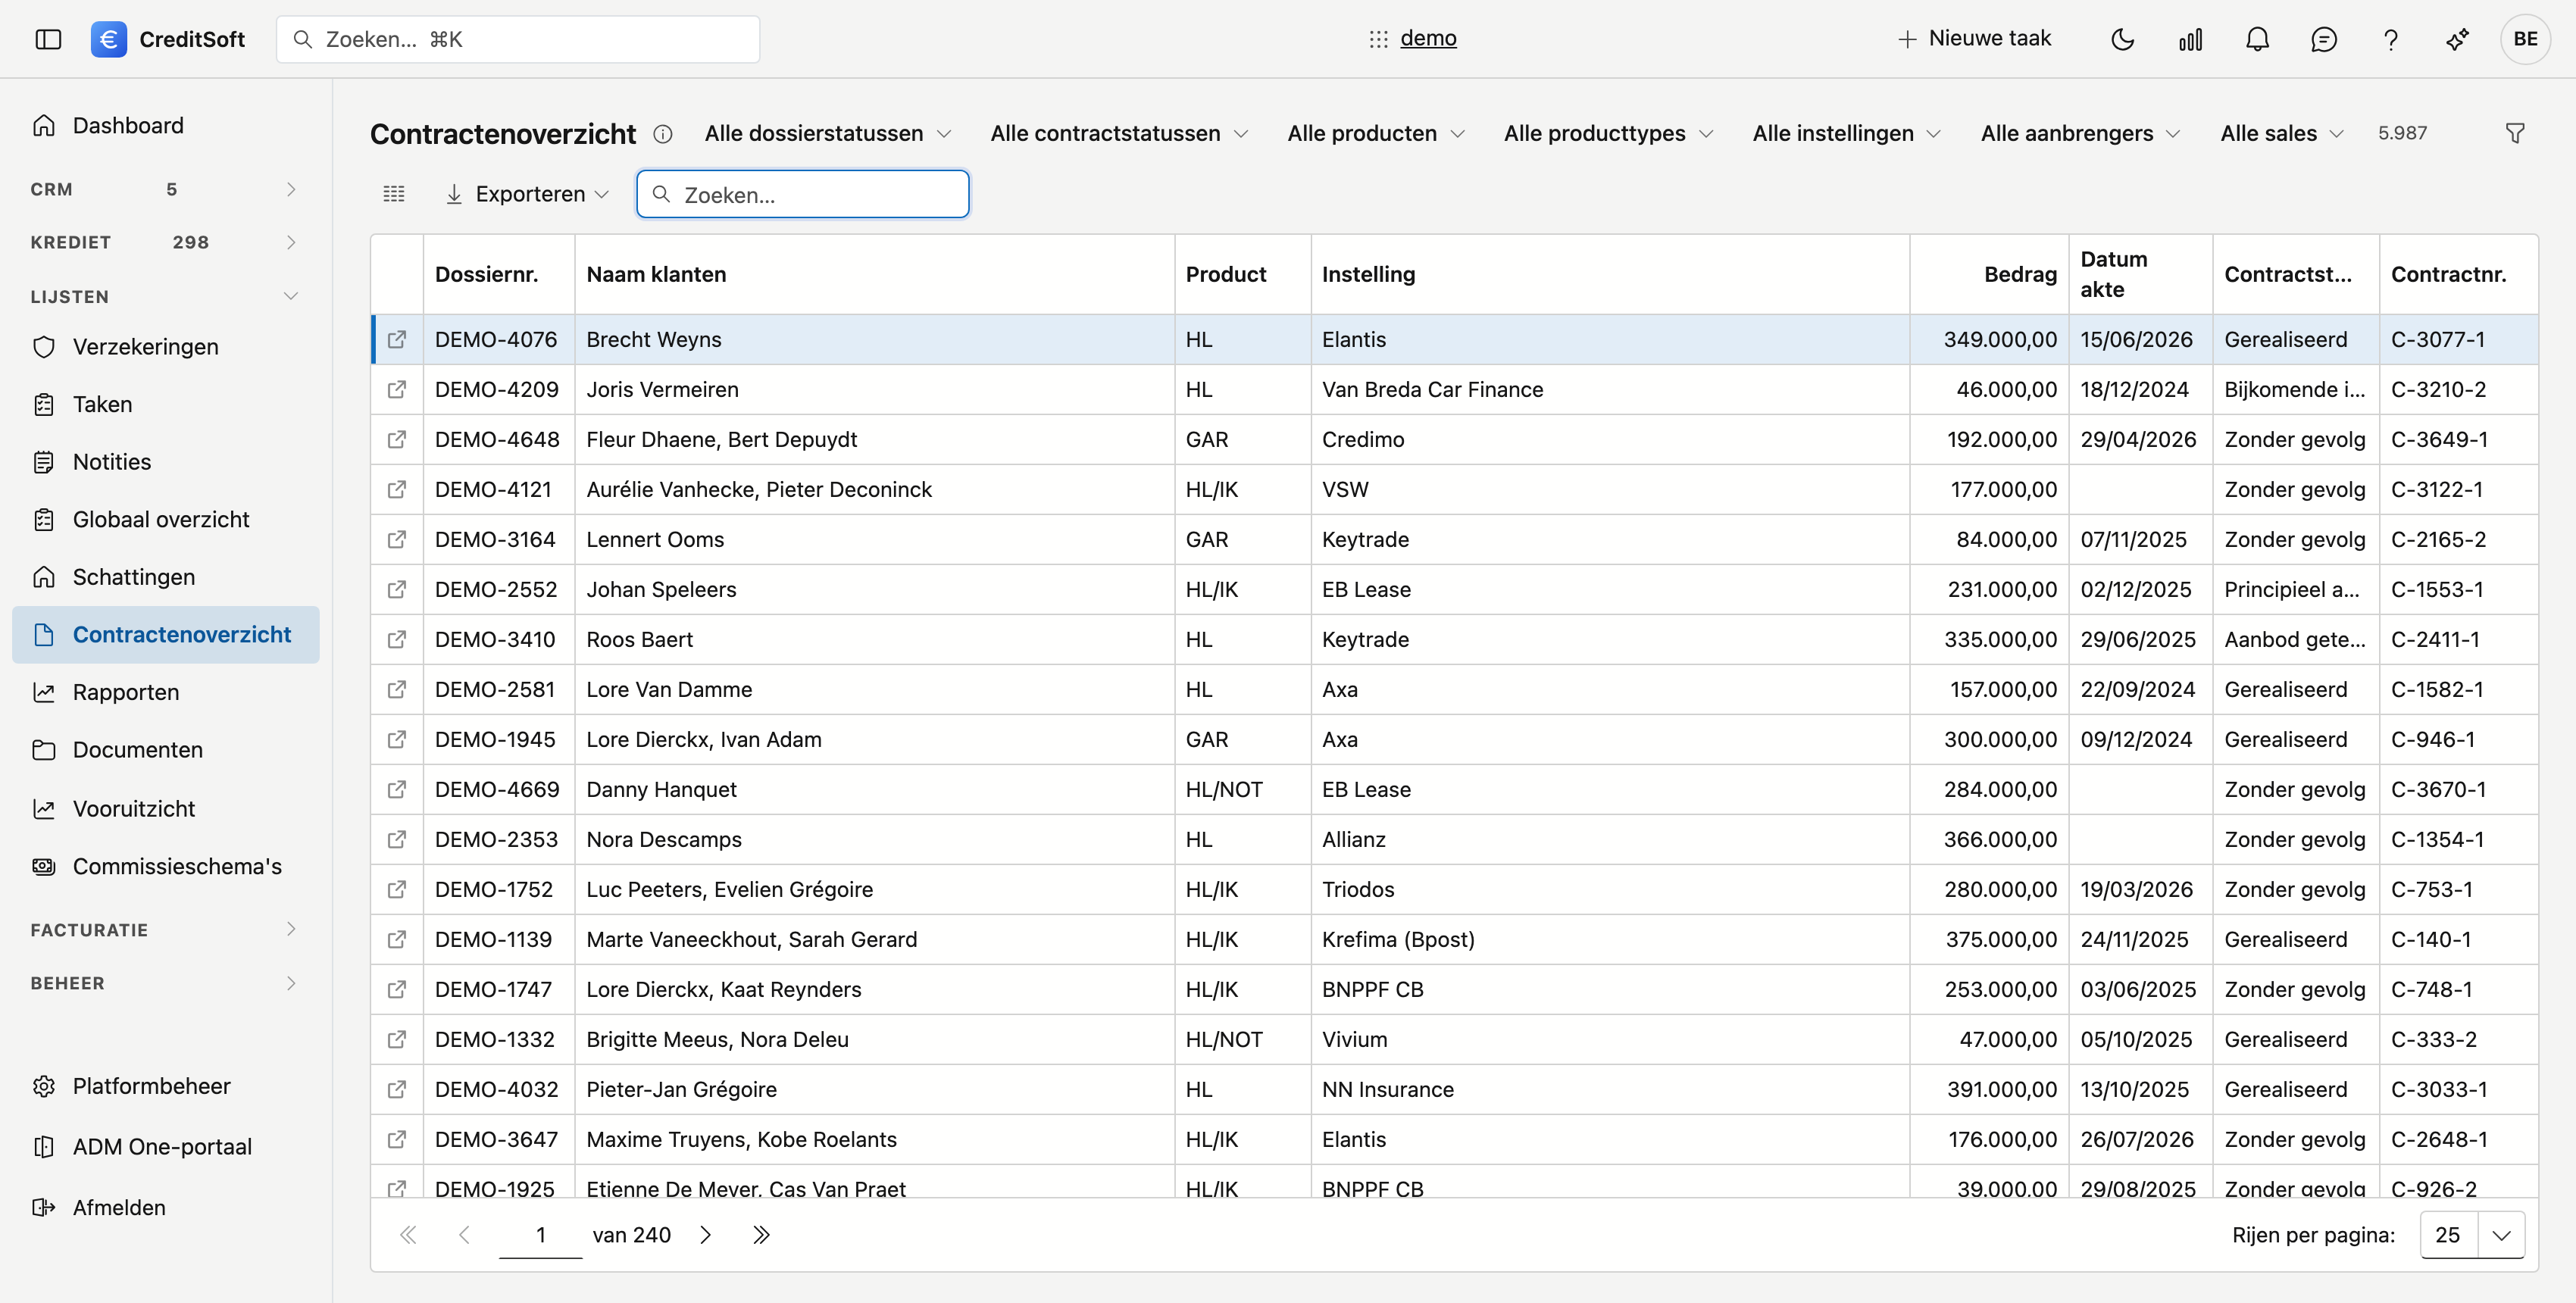 CreditSoft
Zoeken... ⌘K
demo
Nieuwe taak
BE
Dashboard
CRM 5
KREDIET 298
LIJSTEN
Verzekeringen
Taken
Notities
Globaal overzicht
Schattingen
Contractenoverzicht
Rapporten
Documenten
Vooruitzicht
Commissieschema's
FACTURATIE
BEHEER
Platformbeheer
ADM One-portaal
Afmelden
Contractenoverzicht Alle dossierstatussen Alle contractstatussen Alle producten Alle producttypes Alle instellingen Alle aanbrengers Alle sales 5.987
Exporteren Zoeken...
Dossiernr. Naam klanten Product Instelling Bedrag Datum akte Contractst... Contractnr.
DEMO-4076 Brecht Weyns HL Elantis 349.000,00 15/06/2026 Gerealiseerd C-3077-1
DEMO-4209 Joris Vermeiren HL Van Breda Car Finance 46.000,00 18/12/2024 Bijkomende i... C-3210-2
DEMO-4648 Fleur Dhaene, Bert Depuydt GAR Credimo 192.000,00 29/04/2026 Zonder gevolg C-3649-1
DEMO-4121 Aurélie Vanhecke, Pieter Deconinck HL/IK VSW 177.000,00 Zonder gevolg C-3122-1
DEMO-3164 Lennert Ooms GAR Keytrade 84.000,00 07/11/2025 Zonder gevolg C-2165-2
DEMO-2552 Johan Speleers HL/IK EB Lease 231.000,00 02/12/2025 Principieel a... C-1553-1
DEMO-3410 Roos Baert HL Keytrade 335.000,00 29/06/2025 Aanbod gete... C-2411-1
DEMO-2581 Lore Van Damme HL Axa 157.000,00 22/09/2024 Gerealiseerd C-1582-1
DEMO-1945 Lore Dierckx, Ivan Adam GAR Axa 300.000,00 09/12/2024 Gerealiseerd C-946-1
DEMO-4669 Danny Hanquet HL/NOT EB Lease 284.000,00 Zonder gevolg C-3670-1
DEMO-2353 Nora Descamps HL Allianz 366.000,00 Zonder gevolg C-1354-1
DEMO-1752 Luc Peeters, Evelien Grégoire HL/IK Triodos 280.000,00 19/03/2026 Zonder gevolg C-753-1
DEMO-1139 Marte Vaneeckhout, Sarah Gerard HL/IK Krefima (Bpost) 375.000,00 24/11/2025 Gerealiseerd C-140-1
DEMO-1747 Lore Dierckx, Kaat Reynders HL/IK BNPPF CB 253.000,00 03/06/2025 Zonder gevolg C-748-1
DEMO-1332 Brigitte Meeus, Nora Deleu HL/NOT Vivium 47.000,00 05/10/2025 Gerealiseerd C-333-2
DEMO-4032 Pieter-Jan Grégoire HL NN Insurance 391.000,00 13/10/2025 Gerealiseerd C-3033-1
DEMO-3647 Maxime Truyens, Kobe Roelants HL/IK Elantis 176.000,00 26/07/2026 Zonder gevolg C-2648-1
DEMO-1925 Etienne De Meyer, Cas Van Praet HL/IK BNPPF CB 39.000,00 29/08/2025 Zonder gevolg C-926-2
1 van 240
Rijen per pagina: 25